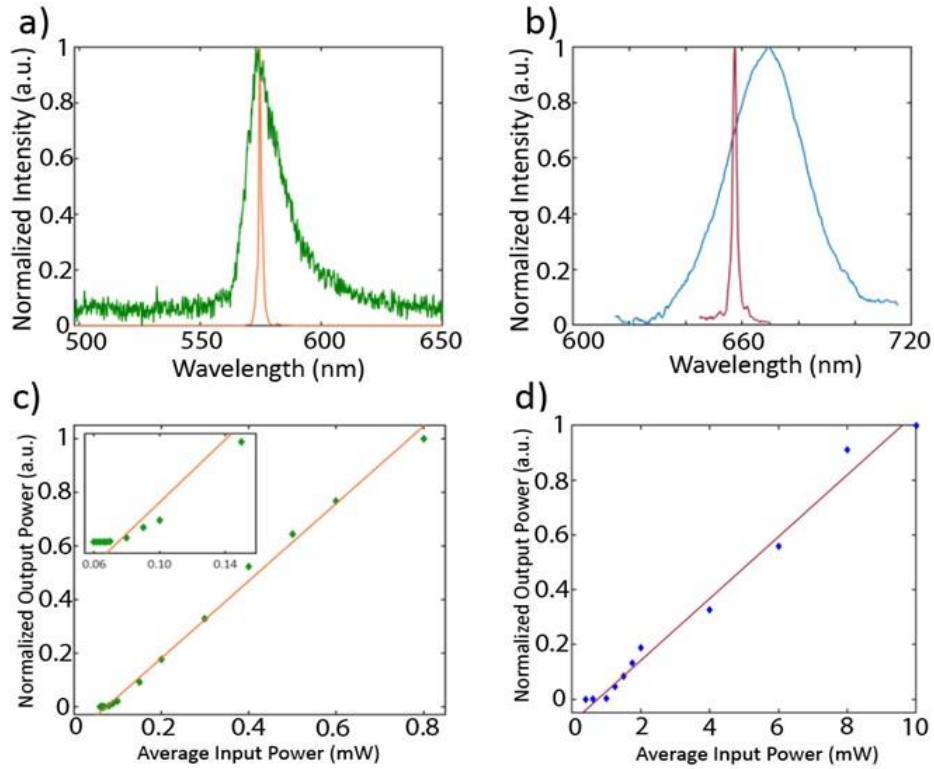 a)
Normalized Intensity (a.u.)
1
0.8
0.6
0.4
0.2
0
500 550 600 650
Wavelength (nm)
b)
Normalized Intensity (a.u.)
1
0.8
0.6
0.4
0.2
0
600 660 720
Wavelength (nm)
c)
Normalized Output Power (a.u.)
1
0.8
0.6
0.4
0.2
0
0.06 0.10 0.14
0 0.2 0.4 0.6 0.8
Average Input Power (mW)
d)
Normalized Output Power (a.u.)
1
0.8
0.6
0.4
0.2
0
0 2 4 6 8 10
Average Input Power (mW)